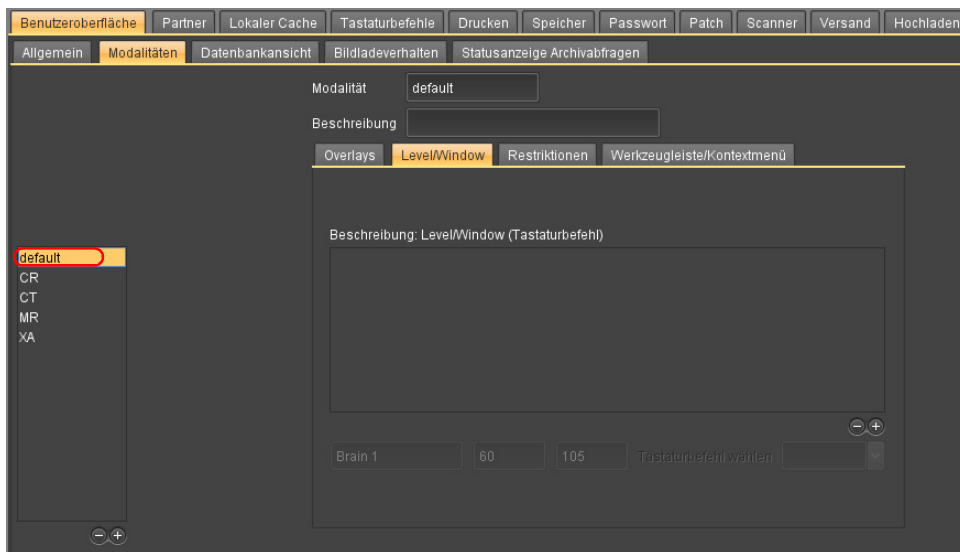 Benutzeroberfläche Partner Lokaler Cache Tastaturbefehle Drucken Speicher Passwort Patch Scanner Versand Hochladen
Allgemein Modalitäten Datenbankansicht Bildladeverhalten Statusanzeige Archivabfragen
Modalität default
Beschreibung
Overlays Level/Window Restriktionen Werkzeugleiste/Kontextmenü
Beschreibung: Level/Window (Tastaturbefehl)
default
CR
CT
MR
XA
Brain 1 60 105 Tastaturbefehl wählen